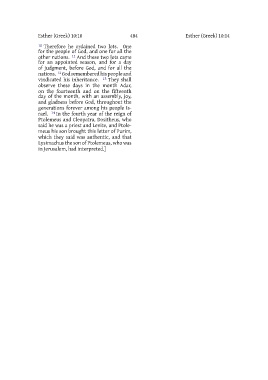 Esther (Greek) 10:10
494
Esther (Greek) 10:14
10 Therefore he ordained two lots. One
for the people of God, and one for all the
other nations. 11 And these two lots came
for an appointed season, and for a day
of judgment, before God, and for all the
nations. 12 God remembered his people and
vindicated his inheritance. 13 They shall
observe these days in the month Adar,
on the fourteenth and on the fifteenth
day of the month, with an assembly, joy,
and gladness before God, throughout the
generations forever among his people Is-
rael. 14 In the fourth year of the reign of
Ptolemeus and Cleopatra, Dositheus, who
said he was a priest and Levite, and Ptole-
meus his son brought this letter of Purim,
which they said was authentic, and that
Lysimachus the son of Ptolemeus, who was
in Jerusalem, had interpreted.]